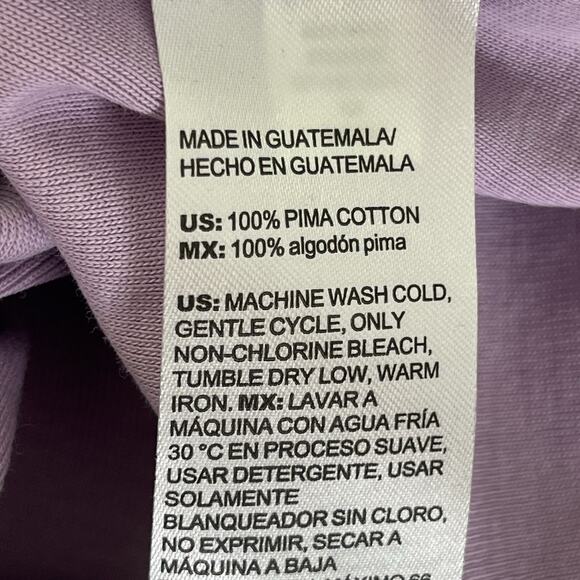 MADE IN GUATEMALA/
HECHO EN GUATEMALA
US: 100% PIMA COTTON
MX: 100% algodón pima
US: MACHINE WASH COLD,
GENTLE CYCLE, ONLY
NON-CHLORINE BLEACH,
TUMBLE DRY LOW, WARM
IRON. MX: LAVAR A
MÁQUINA CON AGUA FRÍA
30 °C EN PROCESO SUAVE,
USAR DETERGENTE, USAR
SOLAMENTE
BLANQUEADOR SIN CLORO,
NO EXPRIMIR, SECAR A
MÁQUINA A BAJA